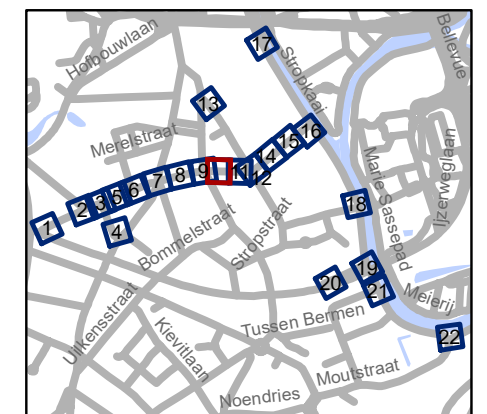 Hofbouwlaan
17
Stropkaai
Bellevue
13
Merelstraat
16
15
14
Marie Sassepad
Ijzerweglaan
1
2
3
5
6
7
8
9
11
12
4
18
Bommelstraat
Stropstraat
19
20
21
Meierij
Uilkensstraat
Tussen Bermen
22
Kievitlaan
Moutstraat
Noendries